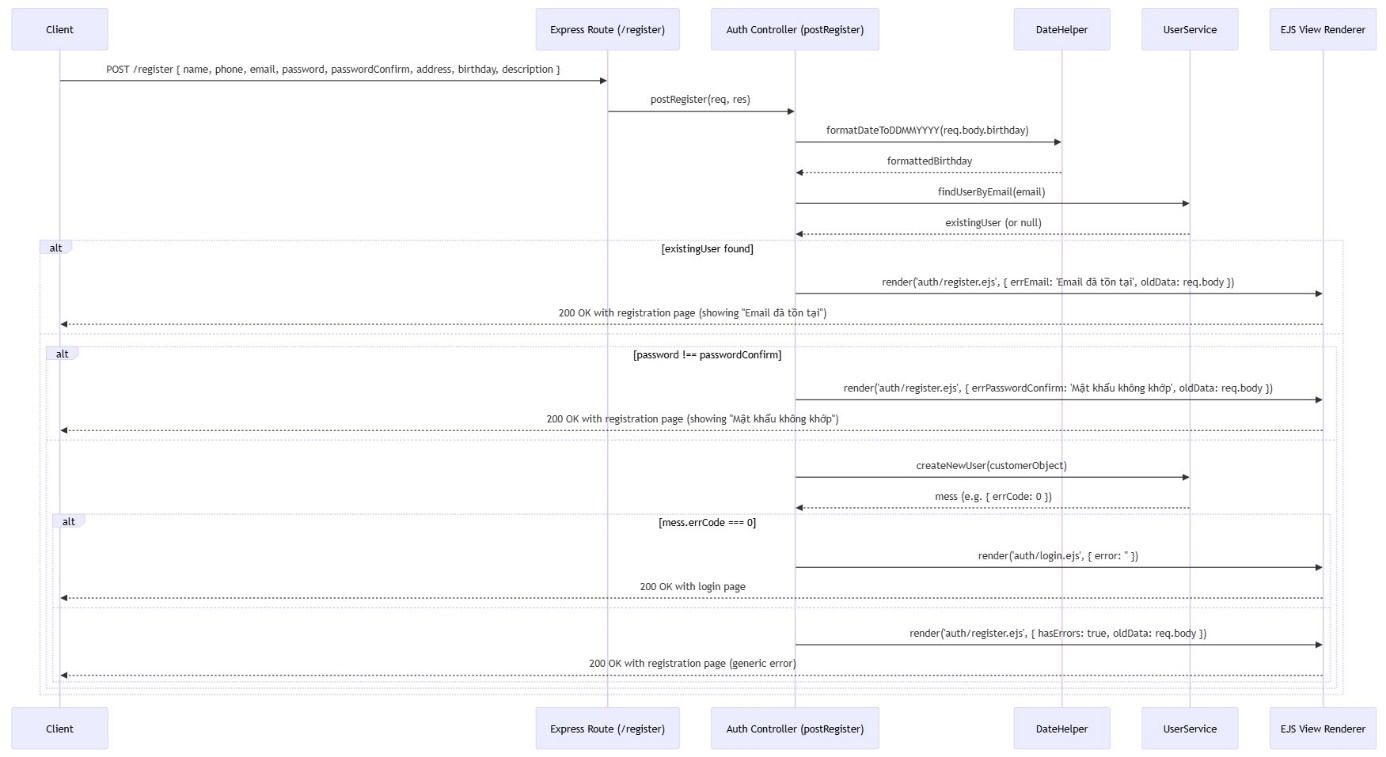 Client
Express Route (/register)
Auth Controller (postRegister)
DateHelper
UserService
EJS View Renderer
POST /register { name, phone, email, password, passwordConfirm, address, birthday, description }
postRegister(req, res)
formatDateToDDMMYYYY(req.body.birthday)
formattedBirthday
findUserByEmail(email)
existingUser (or null)
alt
[existingUser found]
render('auth/register.ejs', { errEmail: 'Email đã tồn tại', oldData: req.body })
200 OK with registration page (showing "Email đã tồn tại")
alt
[password !== passwordConfirm]
render('auth/register.ejs', { errPasswordConfirm: 'Mật khẩu không khớp', oldData: req.body })
200 OK with registration page (showing "Mật khẩu không khớp")
createNewUser(customerObject)
mess (e.g. { errCode: 0 })
alt
[mess.errCode === 0]
render('auth/login.ejs', { error: '' })
200 OK with login page
render('auth/register.ejs', { hasErrors: true, oldData: req.body })
200 OK with registration page (generic error)
Client
Express Route (/register)
Auth Controller (postRegister)
DateHelper
UserService
EJS View Renderer